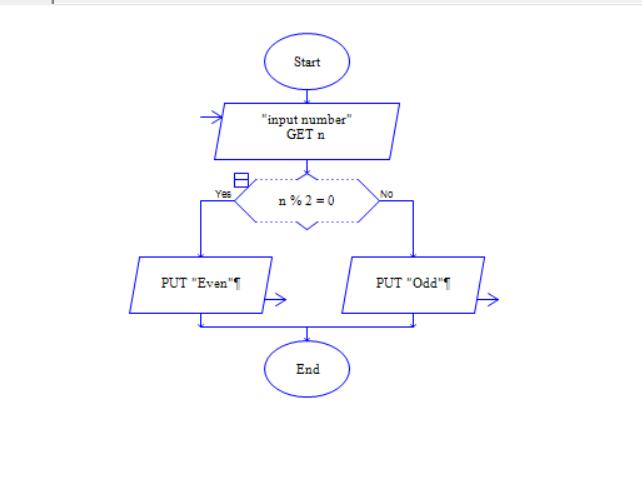 Start
"input number"
GET n
Yes
n % 2 = 0
No
PUT "Even"¶
PUT "Odd"¶
End